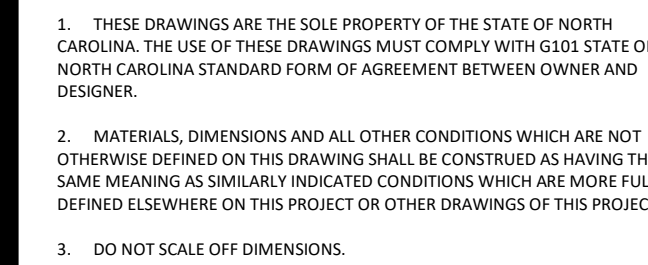 1. THESE DRAWINGS ARE THE SOLE PROPERTY OF THE STATE OF NORTH
CAROLINA. THE USE OF THESE DRAWINGS MUST COMPLY WITH G101 STATE
NORTH CAROLINA STANDARD FORM OF AGREEMENT BETWEEN OWNER AND
DESIGNER.
2. MATERIALS, DIMENSIONS AND ALL OTHER CONDITIONS WHICH ARE NOT
OTHERWISE DEFINED ON THIS DRAWING SHALL BE CONSTRUED AS HAVING
SAME MEANING AS SIMILARLY INDICATED CONDITIONS WHICH ARE MORE
DEFINED ELSEWHERE ON THIS PROJECT OR OTHER DRAWINGS OF THIS
3. DO NOT SCALE OFF DIMENSIONS.